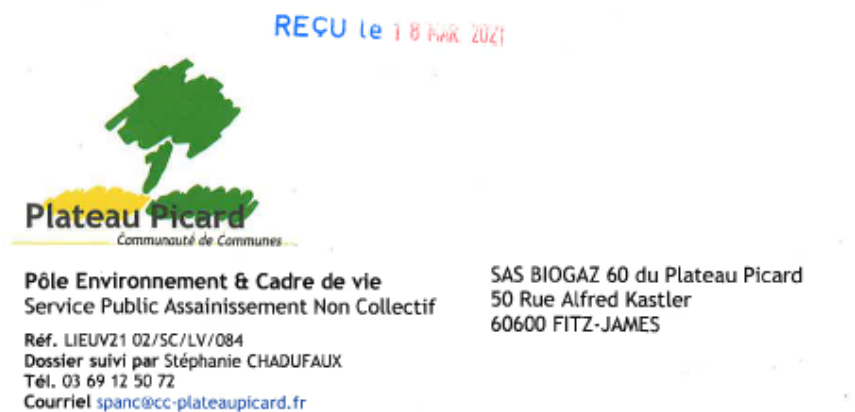 REÇU le 18 MAR. 2021
Plateau Picard
Communauté de Communes
Pôle Environnement & Cadre de vie
Service Public Assainissement Non Collectif
Réf. LIEUV21 02/SC/LV/084
Dossier suivi par Stéphanie CHADUFAUX
Tél. 03 69 12 50 72
Courriel spanc@cc-plateaupicard.fr
SAS BIOGAZ 60 du Plateau Picard
50 Rue Alfred Kastler
60600 FITZ-JAMES